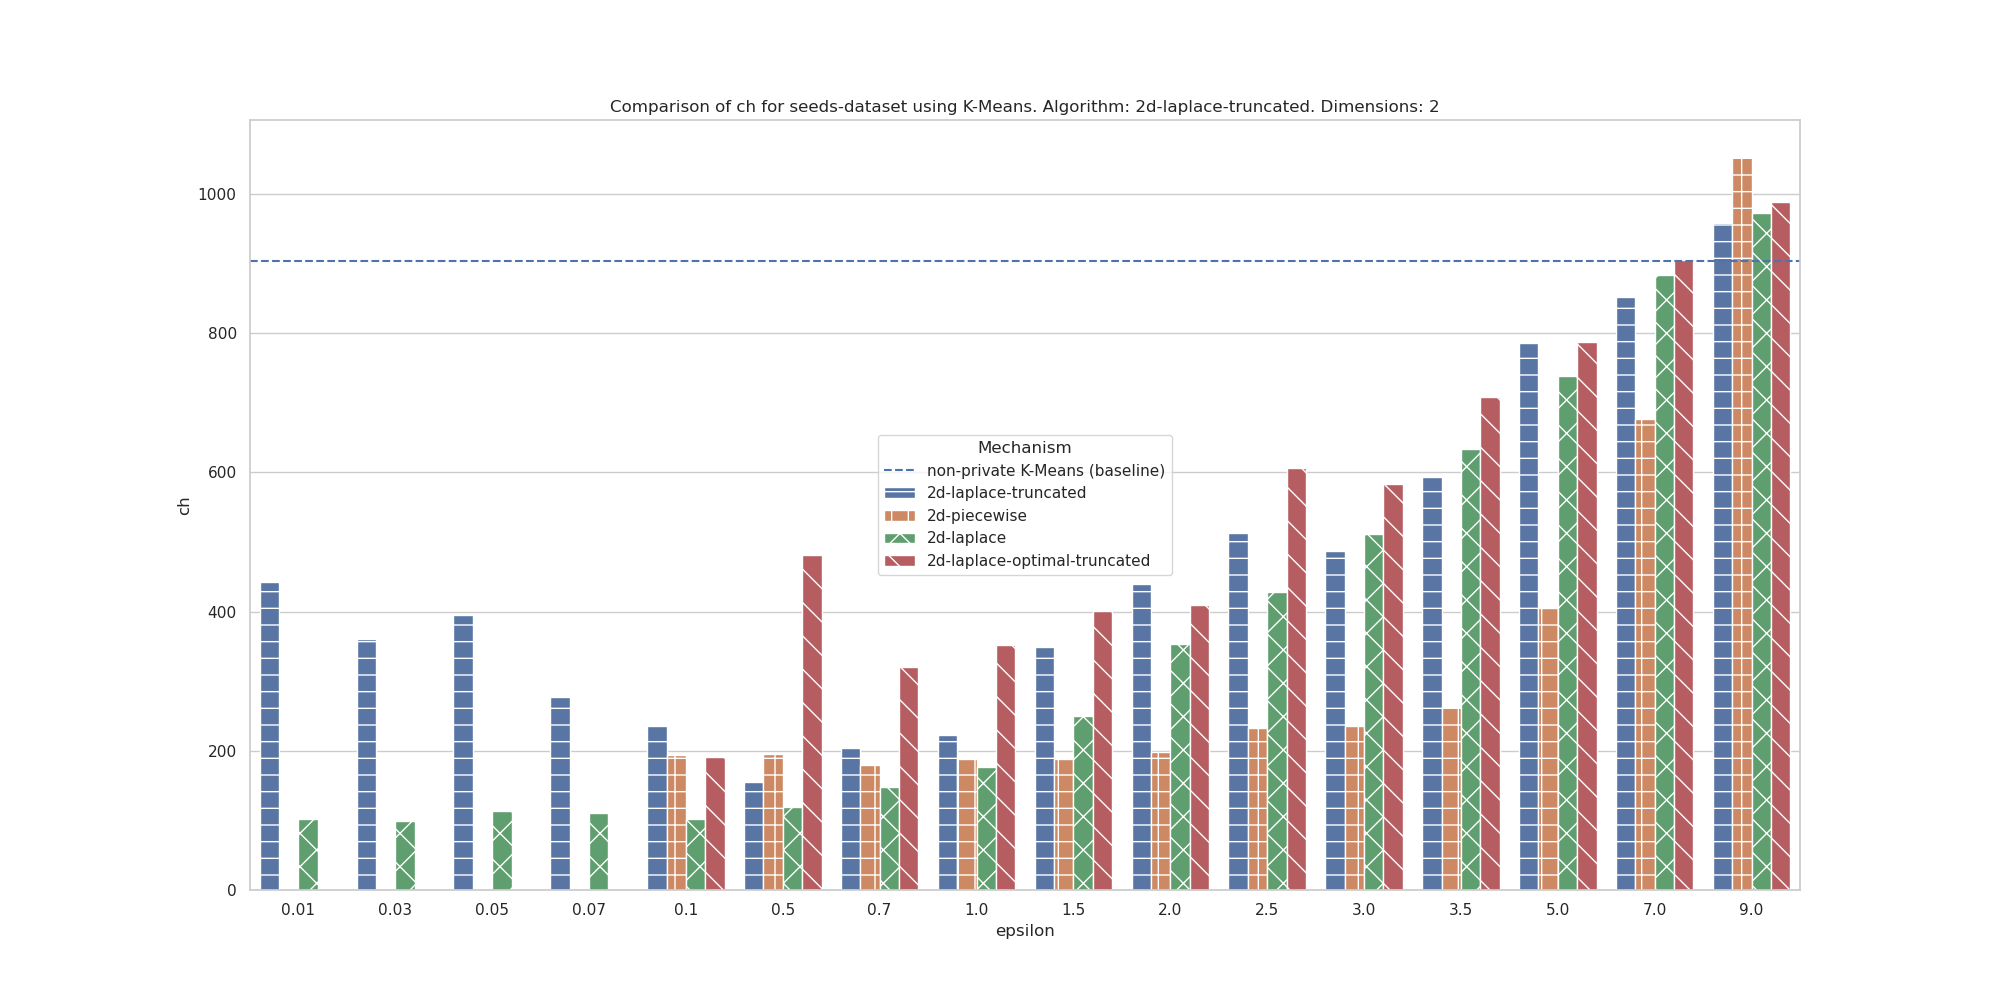 Comparison of ch for seeds-dataset using K-Means. Algorithm: 2d-laplace-truncated. Dimensions: 2
1000
800
600
400
200
0
ch
Mechanism
non-private K-Means (baseline)
2d-laplace-truncated
2d-piecewise
2d-laplace
2d-laplace-optimal-truncated
0.01 0.03 0.05 0.07 0.1 0.5 0.7 1.0 1.5 2.0 2.5 3.0 3.5 5.0 7.0 9.0
epsilon